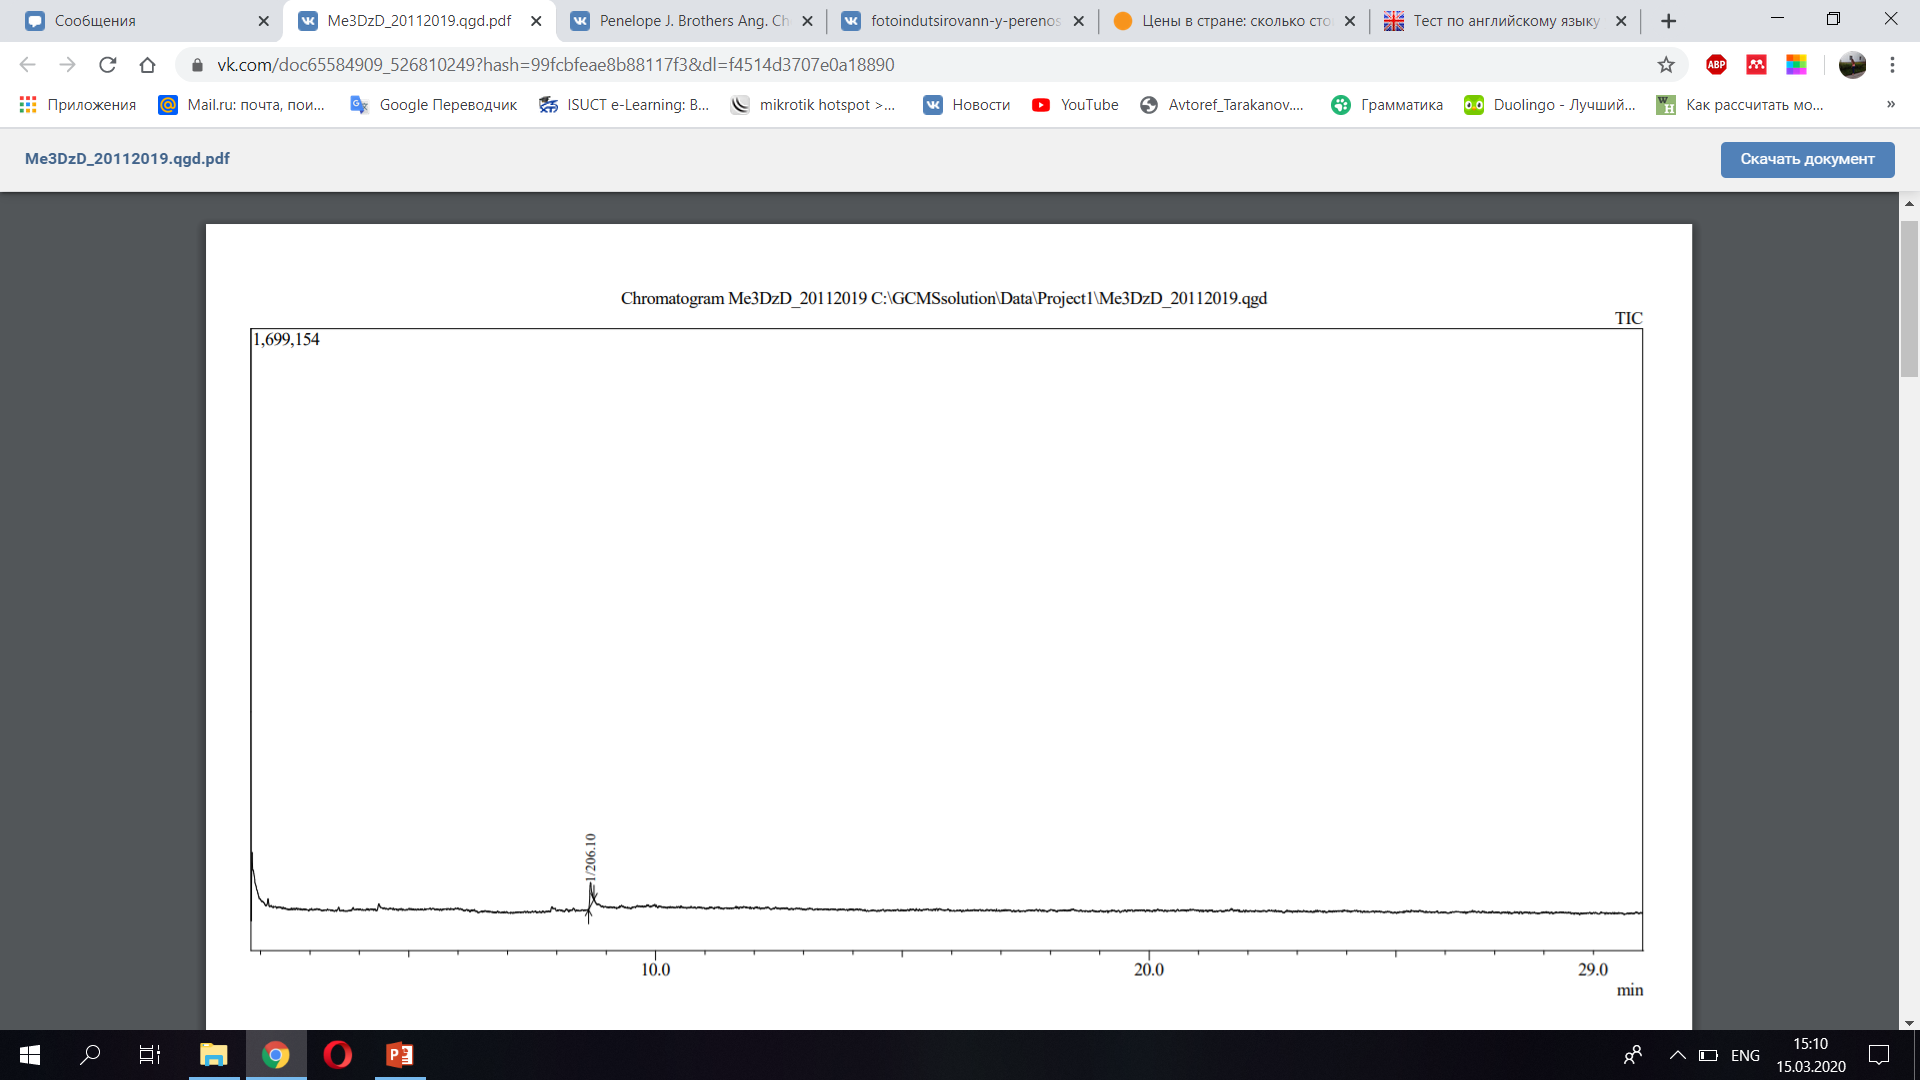 Сообщения
Me3DzD_20112019.qgd.pdf
Penelope J. Brothers Ang. Ch
fotoindutsirovann-y-perenos
Цены в стране: сколько сто
Тест по английскому языку
vk.com/doc65584909_526810249?hash=99fcbfeae8b88117f3&dl=f4514d3707e0a18890
ABP
Приложения
Mail.ru: почта, пои...
Google Переводчик
ISUCT e-Learning: В...
mikrotik hotspot >...
Новости
YouTube
Avtoref_Tarakanov....
Грамматика
Duolingo - Лучший...
Как рассчитать мо...
»
Me3DzD_20112019.qgd.pdf
Скачать документ
Chromatogram Me3DzD_20112019 C:\GCMSsolution\Data\Project1\Me3DzD_20112019.qgd
TIC
1,699,154
1/206.10
10.0
20.0
29.0
min
ENG
15:10
15.03.2020